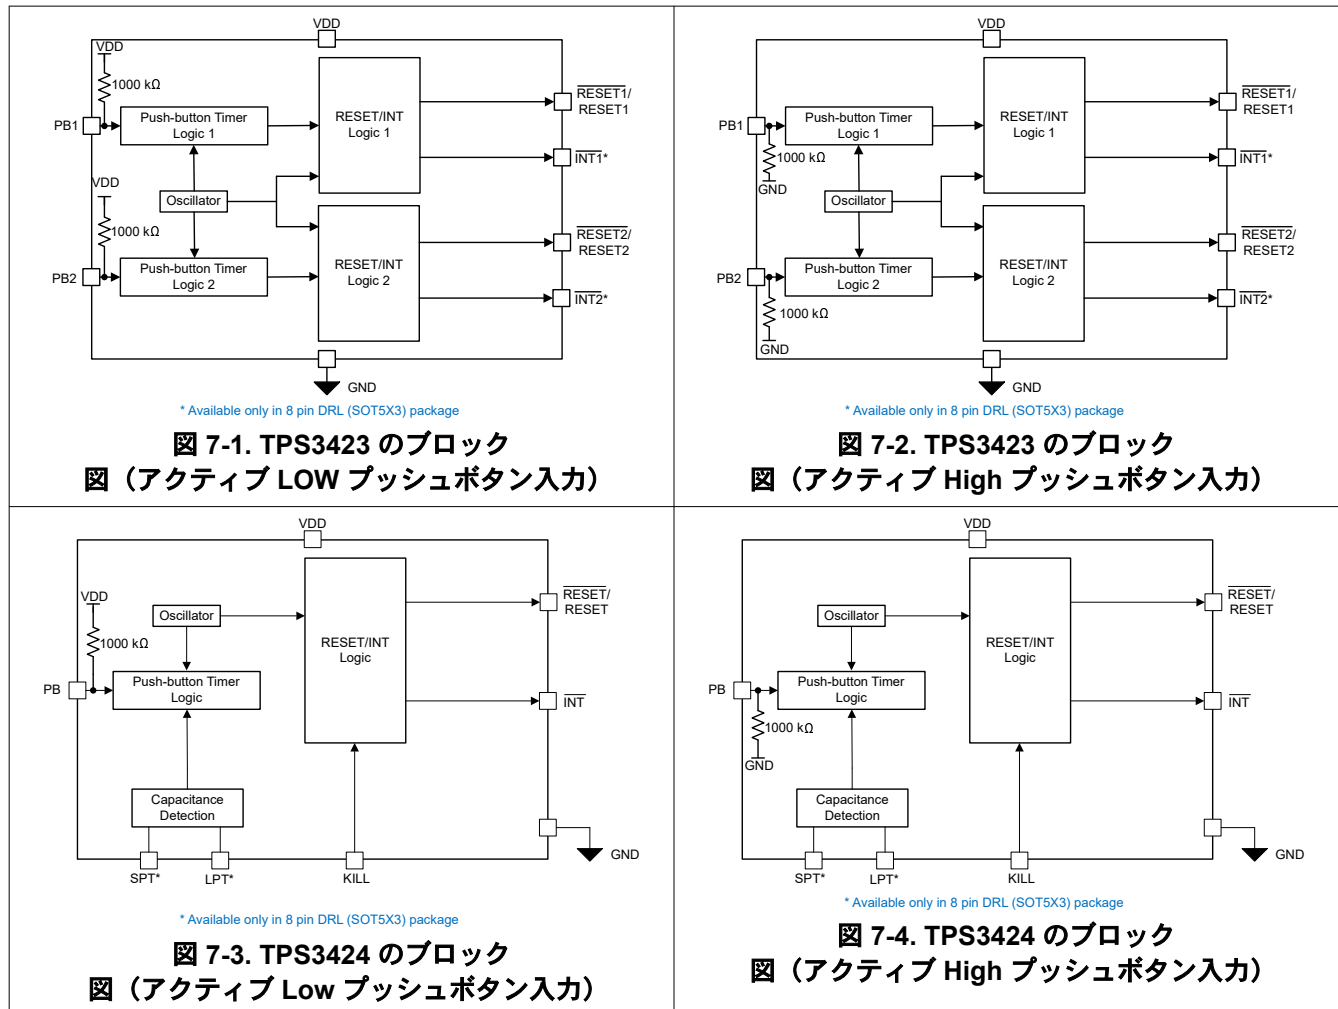 VDD
VDD
1000 kΩ
PB1
Push-button Timer
Logic 1
RESET/INT
Logic 1
RESET1/
RESET1
INT1*
VDD
Oscillator
1000 kΩ
PB2
Push-button Timer
Logic 2
RESET/INT
Logic 2
RESET2/
RESET2
INT2*
GND
* Available only in 8 pin DRL (SOT5X3) package
図 7-1. TPS3423 のブロック
図（アクティブ LOW プッシュボタン入力）
VDD
PB1
Push-button Timer
Logic 1
1000 kΩ
GND
RESET/INT
Logic 1
RESET1/
RESET1
INT1*
Oscillator
PB2
Push-button Timer
Logic 2
1000 kΩ
GND
RESET/INT
Logic 2
RESET2/
RESET2
INT2*
GND
* Available only in 8 pin DRL (SOT5X3) package
図 7-2. TPS3423 のブロック
図（アクティブ High プッシュボタン入力）
VDD
VDD
1000 kΩ
Oscillator
PB
Push-button Timer
Logic
RESET/INT
Logic
RESET/
RESET
INT
Capacitance
Detection
GND
SPT*
LPT*
KILL
* Available only in 8 pin DRL (SOT5X3) package
図 7-3. TPS3424 のブロック
図（アクティブ Low プッシュボタン入力）
VDD
Oscillator
PB
Push-button Timer
Logic
1000 kΩ
GND
RESET/INT
Logic
RESET/
RESET
INT
Capacitance
Detection
GND
SPT*
LPT*
KILL
* Available only in 8 pin DRL (SOT5X3) package
図 7-4. TPS3424 のブロック
図（アクティブ High プッシュボタン入力）